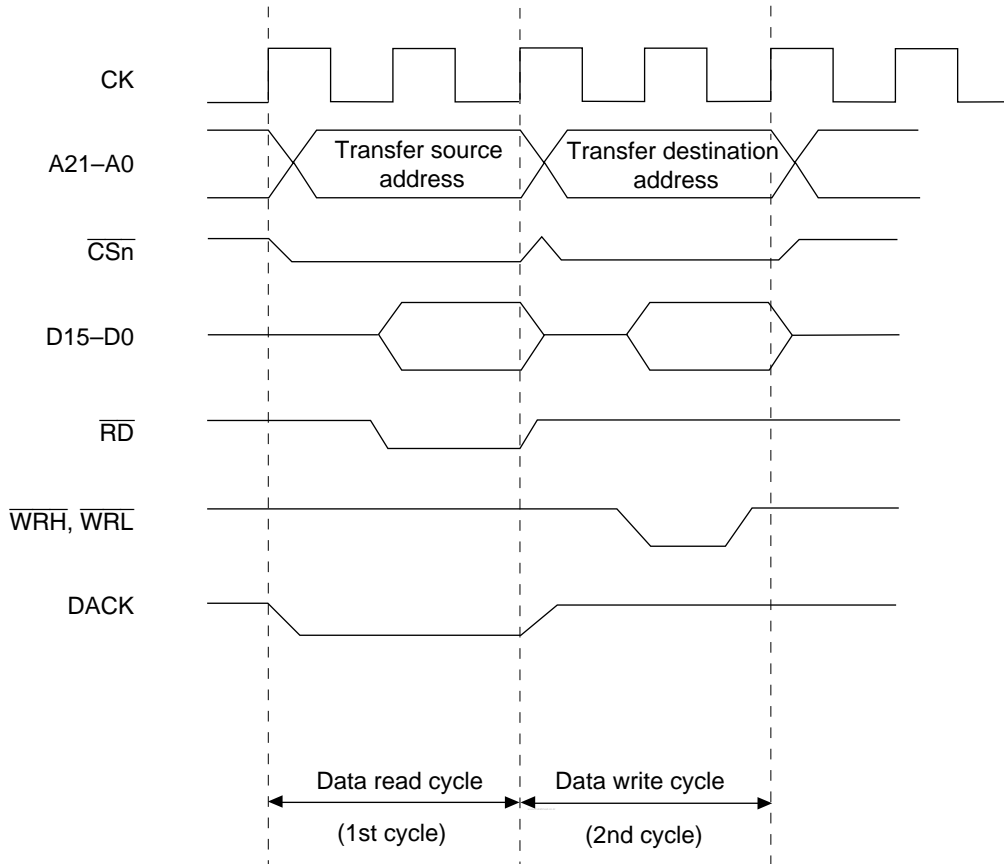 CK
A21–A0
Transfer source
address
Transfer destination
address
CSn
D15–D0
RD
WRH, WRL
DACK
Data read cycle
(1st cycle)
Data write cycle
(2nd cycle)